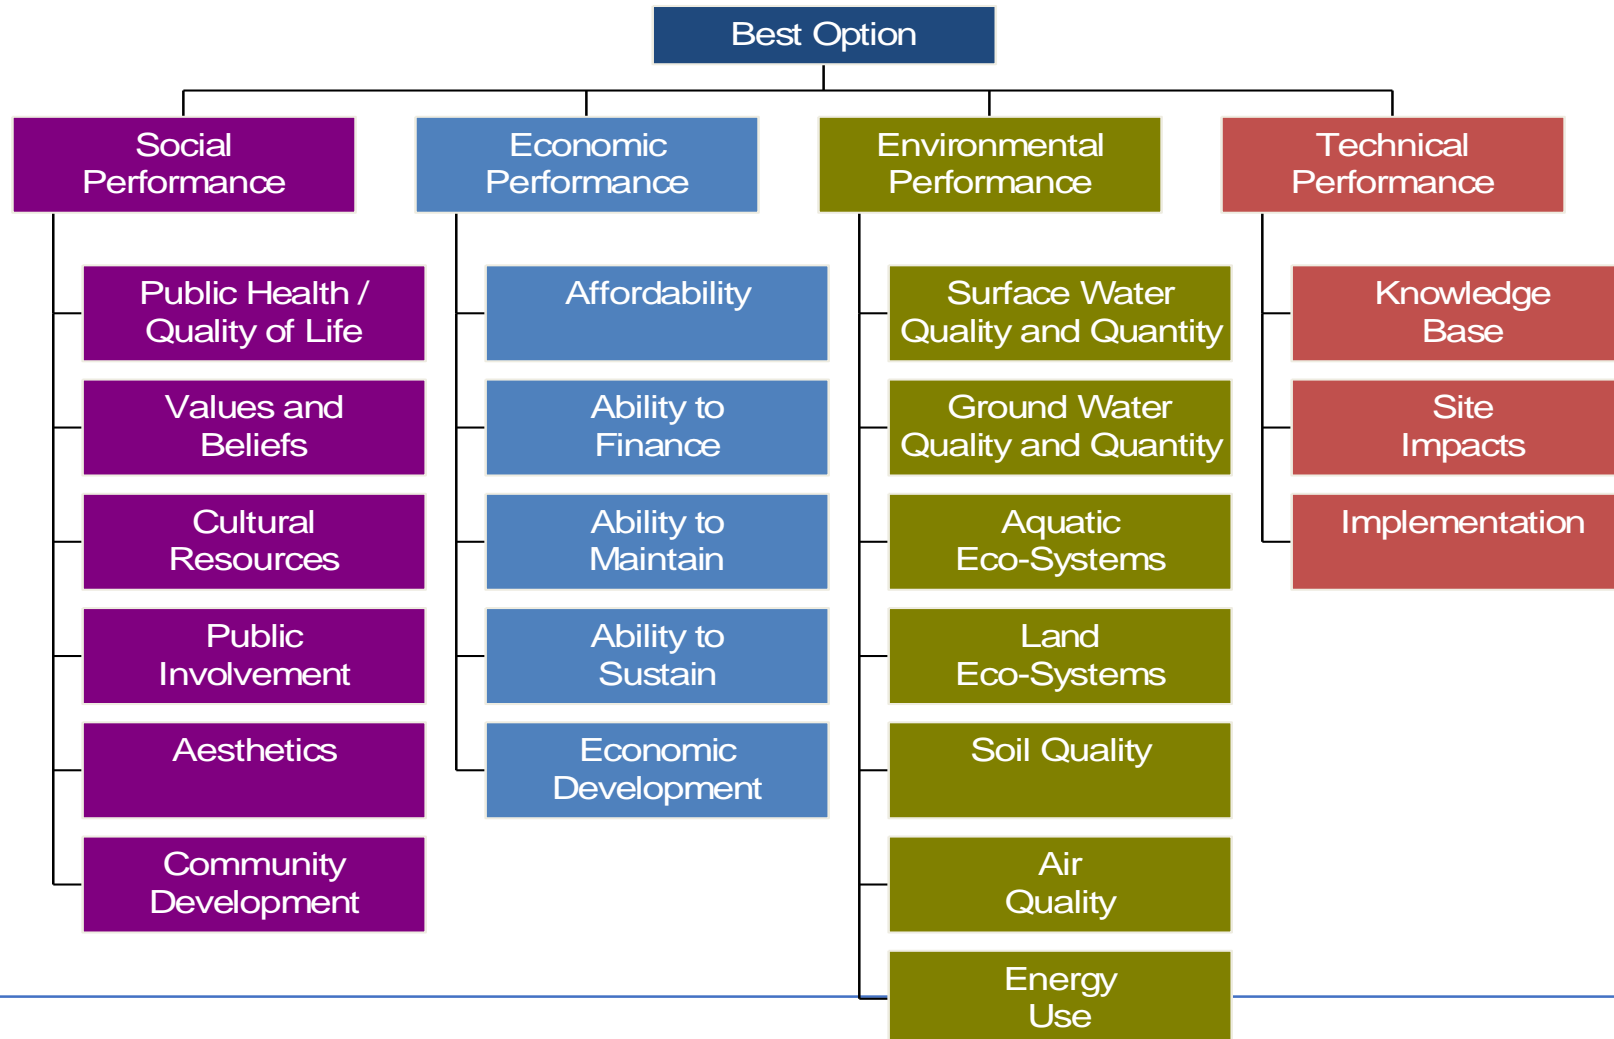 Best Option
Social
Performance
Economic
Performance
Environmental
Performance
Technical
Performance
Public Health /
Quality of Life
Values and
Beliefs
Cultural
Resources
Public
Involvement
Aesthetics
Community
Development
Affordability
Ability to
Finance
Ability to
Maintain
Ability to
Sustain
Economic
Development
Surface Water
Quality and Quantity
Ground Water
Quality and Quantity
Aquatic
Eco-Systems
Land
Eco-Systems
Soil Quality
Air
Quality
Energy
Use
Knowledge
Base
Site
Impacts
Implementation